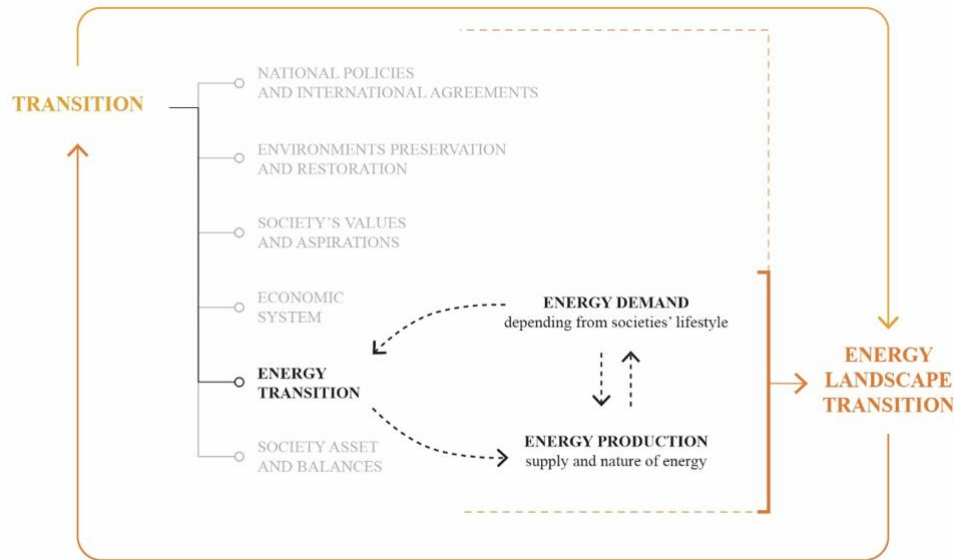 TRANSITION
NATIONAL POLICIES
AND INTERNATIONAL AGREEMENTS
ENVIRONMENTS PRESERVATION
AND RESTORATION
SOCIETY’S VALUES
AND ASPIRATIONS
ECONOMIC
SYSTEM
ENERGY
TRANSITION
SOCIETY ASSET
AND BALANCES
ENERGY DEMAND
depending from societies’ lifestyle
ENERGY PRODUCTION
supply and nature of energy
ENERGY
LANDSCAPE
TRANSITION